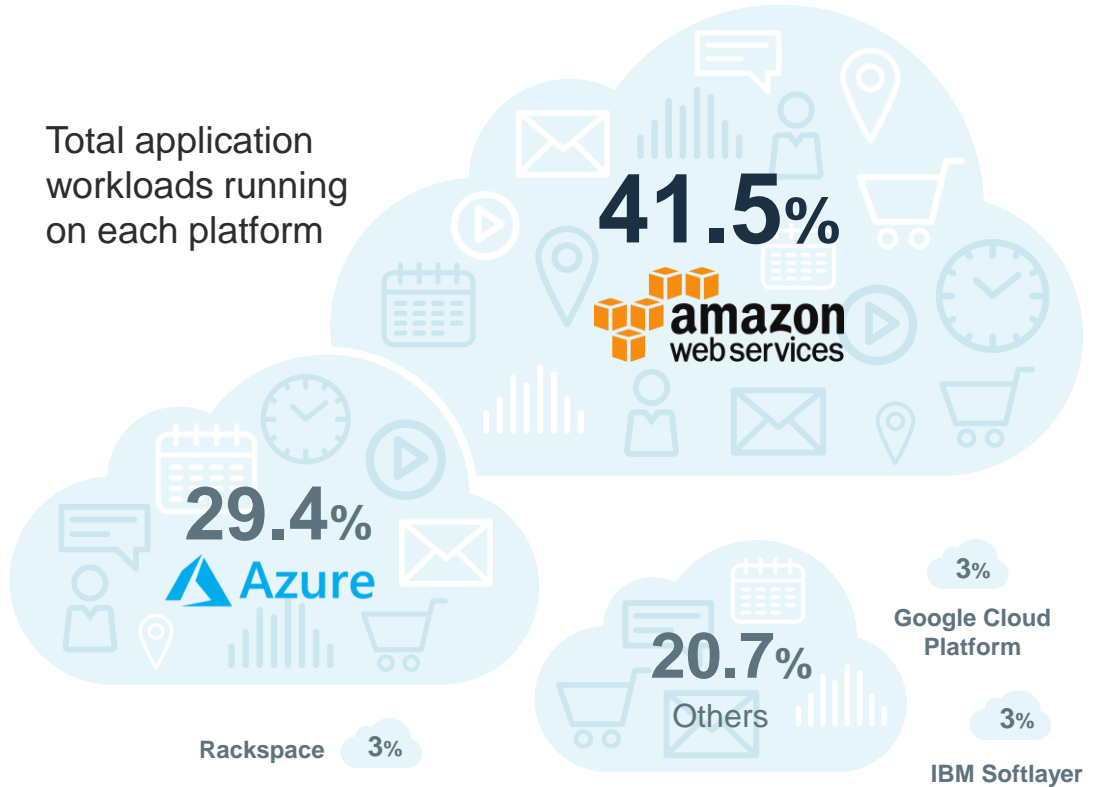 Total application
workloads running
on each platform
41.5%
amazon
web services
29.4%
Azure
20.7%
Others
3%
Google Cloud
Platform
3%
IBM Softlayer
Rackspace 3%